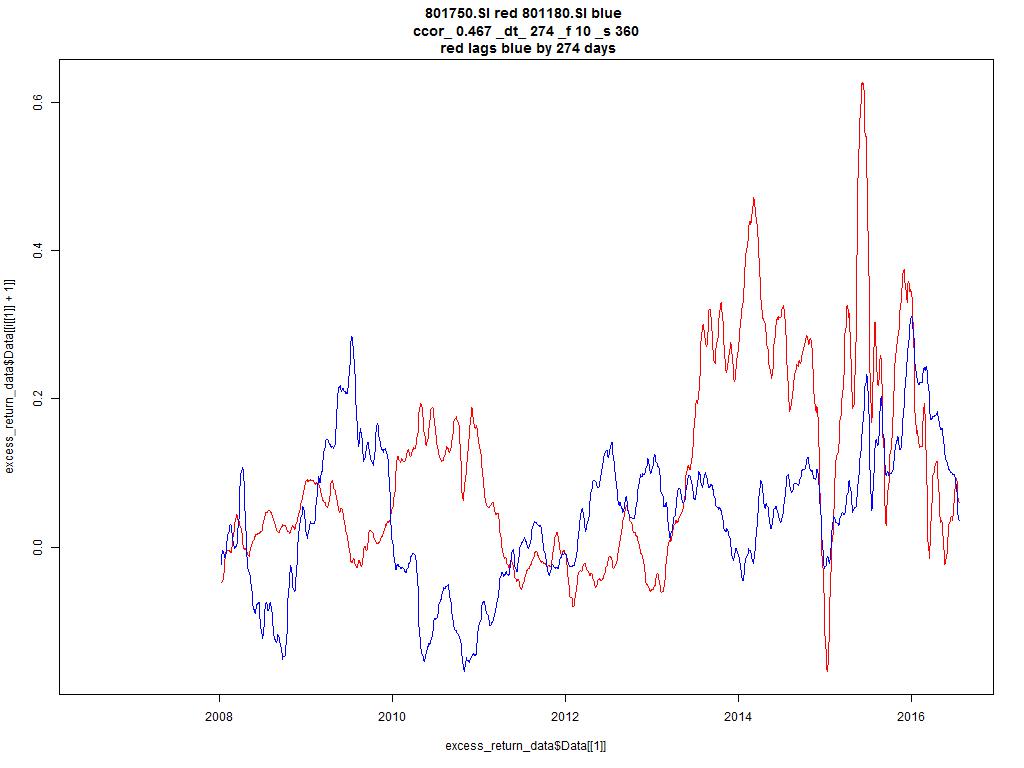 801750.SI red 801180.SI blue
ccor_ 0.467 _dt_ 274 _f 10 _s 360
red lags blue by 274 days
excess_return_data$Data[[i[[1]] + 1]]
0.6
0.4
0.2
0.0
2008 2010 2012 2014 2016
excess_return_data$Data[[1]]